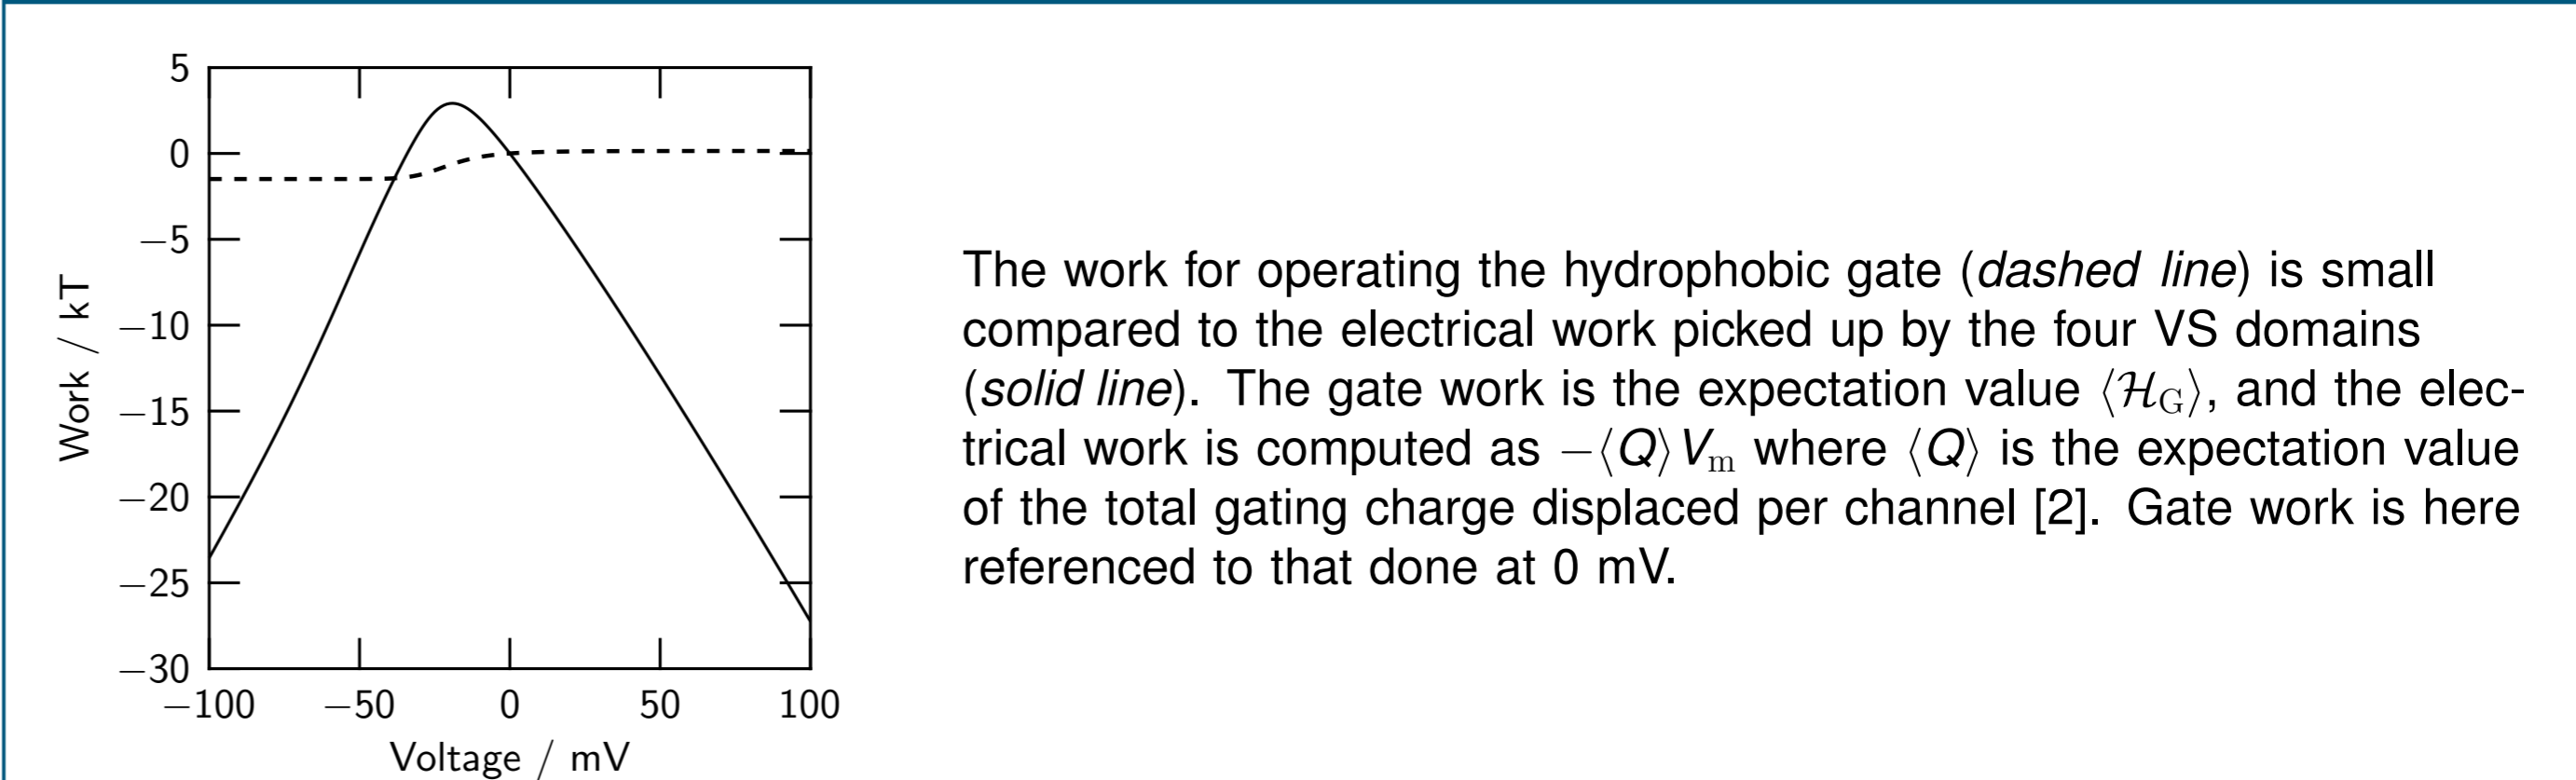 5
0
−5
−10
−15
−20
−25
−30
−100 −50 0 50 100
Work / kT
Voltage / mV
The work for operating the hydrophobic gate (dashed line) is small
compared to the electrical work picked up by the four VS domains
(solid line). The gate work is the expectation value ⟨ℋ_G⟩, and the elec-
trical work is computed as −⟨Q⟩V_m where ⟨Q⟩ is the expectation value
of the total gating charge displaced per channel [2]. Gate work is here
referenced to that done at 0 mV.